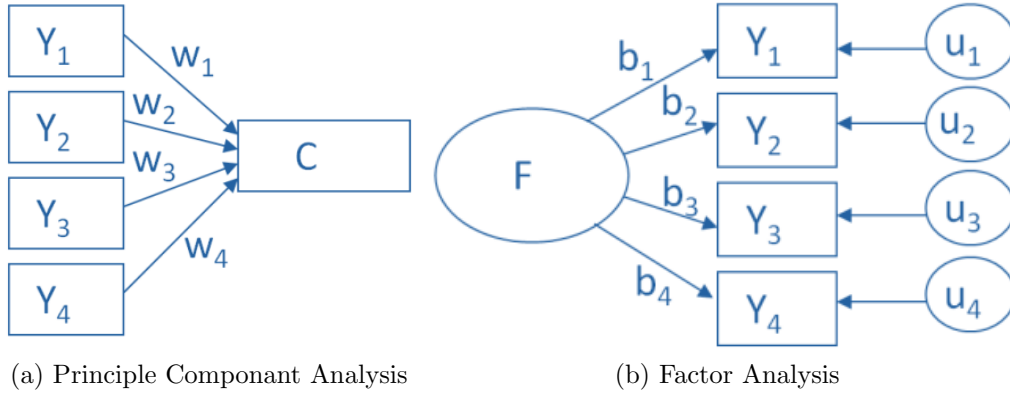 Y₁
w₁
Y₂
w₂
C
Y₃
w₃
Y₄
w₄
(a) Principle Componant Analysis
F
b₁
Y₁
u₁
b₂
Y₂
u₂
b₃
Y₃
u₃
b₄
Y₄
u₄
(b) Factor Analysis